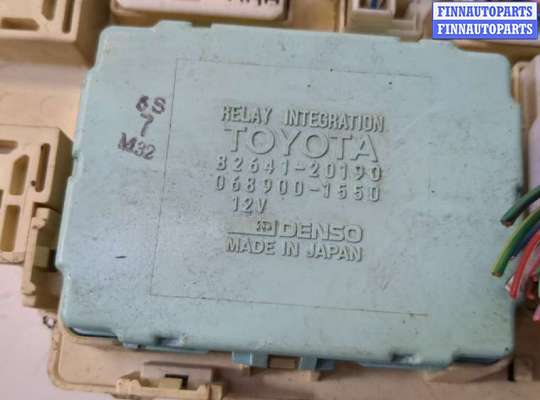 FINNAUTOPARTS
FINNAUTOPARTS
6S
7
M32
RELAY INTEGRATION
TOYOTA
82641-20190
068900-1550
12V
DENSO
MADE IN JAPAN